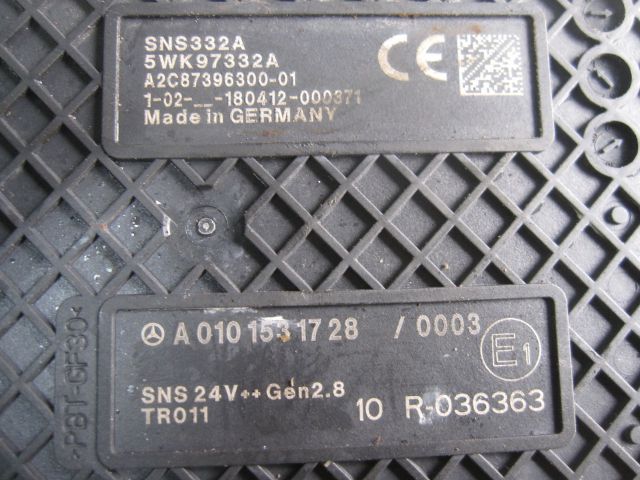 SNS332A
5WK97332A
A2C87396300-01
1-02-__-180412-000371
Made in GERMANY
CE
A 010 153 17 28 / 0003
E1
SNS 24V++ Gen2.8
TR011
10 R-036363
>PBT-GF30<